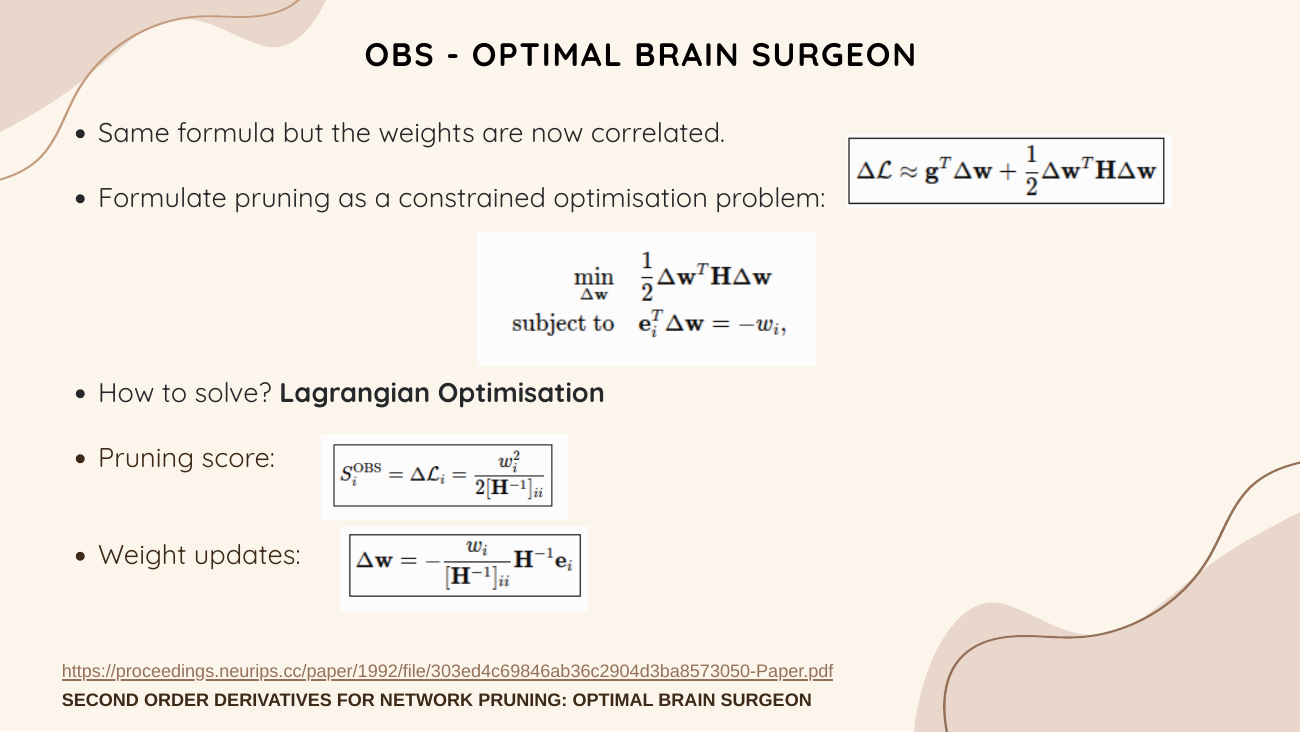 OBS - OPTIMAL BRAIN SURGEON
• Same formula but the weights are now correlated.
ΔL ≈ g^T Δw + 1/2 Δw^T HΔw
• Formulate pruning as a constrained optimisation problem:
min_Δw 1/2 Δw^T HΔw
subject to e_i^T Δw = −w_i,
• How to solve? Lagrangian Optimisation
• Pruning score:
S_i^OBS = ΔL_i = w_i^2 / 2[H^−1]_ii
• Weight updates:
Δw = − w_i / [H^−1]_ii H^−1 e_i
https://proceedings.neurips.cc/paper/1992/file/303ed4c69846ab36c2904d3ba8573050-Paper.pdf
SECOND ORDER DERIVATIVES FOR NETWORK PRUNING: OPTIMAL BRAIN SURGEON